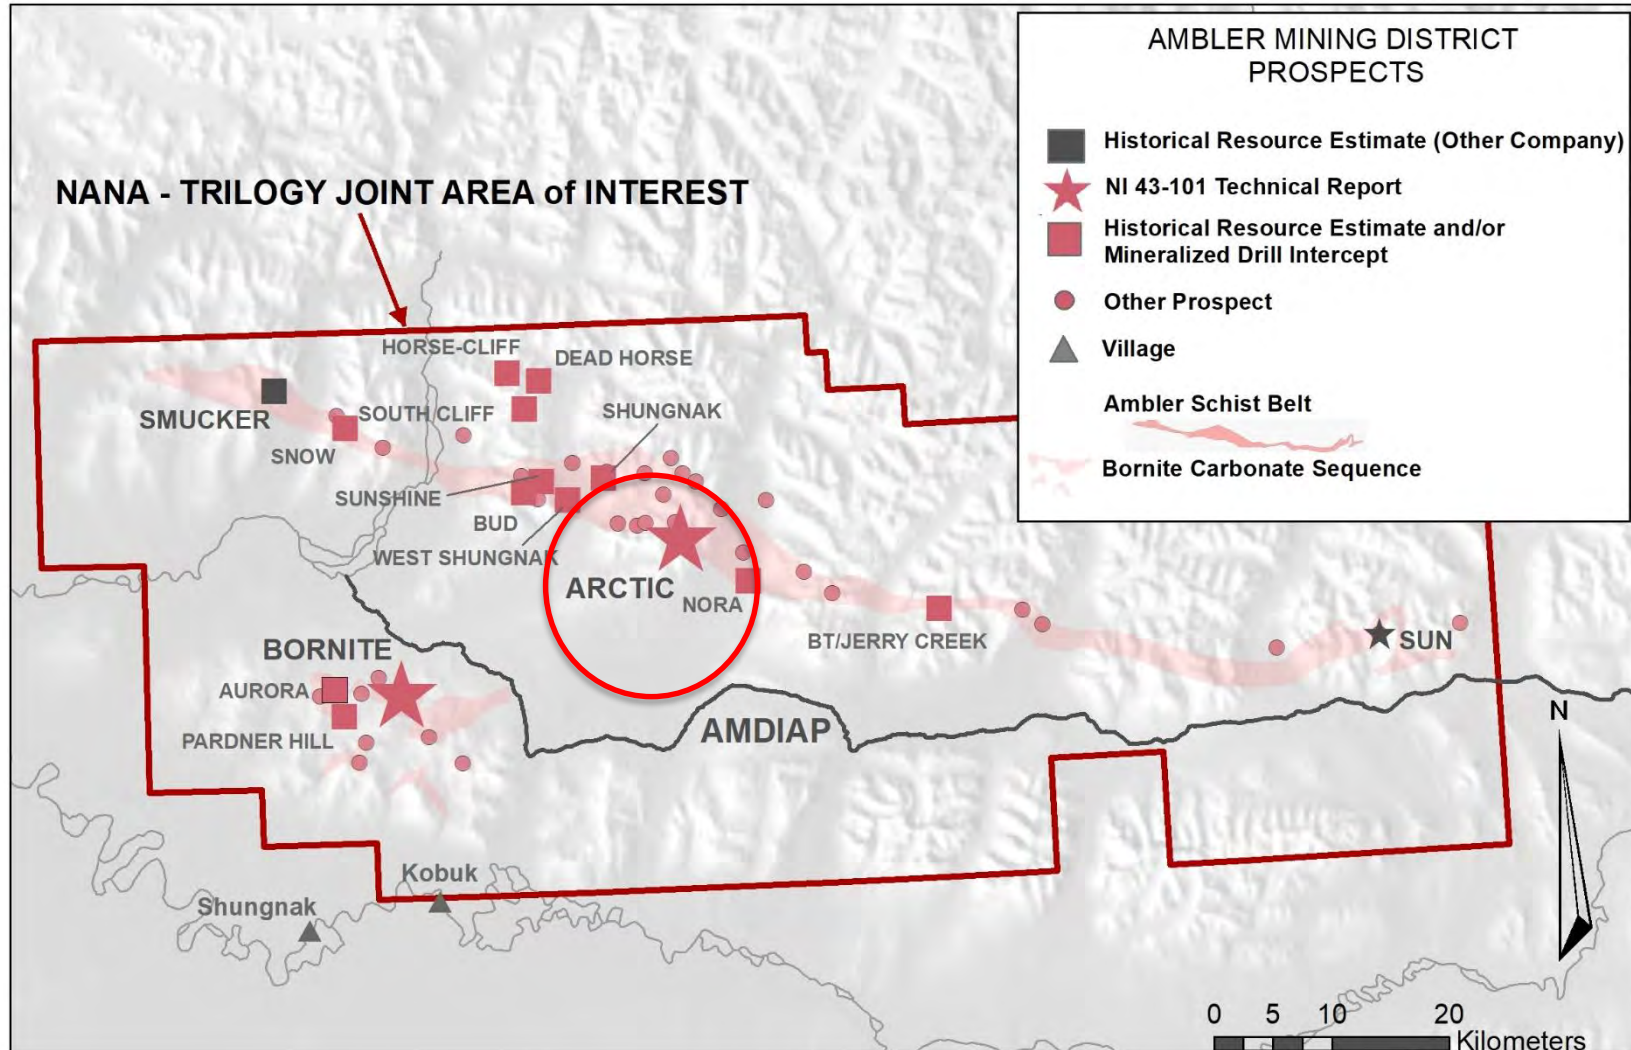 AMBLER MINING DISTRICT
PROSPECTS
Historical Resource Estimate (Other Company)
NI 43-101 Technical Report
Historical Resource Estimate and/or
Mineralized Drill Intercept
Other Prospect
Village
Ambler Schist Belt
Bornite Carbonate Sequence
NANA - TRILOGY JOINT AREA of INTEREST
HORSE-CLIFF
DEAD HORSE
SMUCKER
SOUTH CLIFF
SHUNGNAK
SNOW
SUNSHINE
BUD
WEST SHUNGNAK
ARCTIC
NORA
BT/JERRY CREEK
SUN
BORNITE
AURORA
PARDNER HILL
AMDIAP
N
Kobuk
Shungnak
0 5 10 20
Kilometers